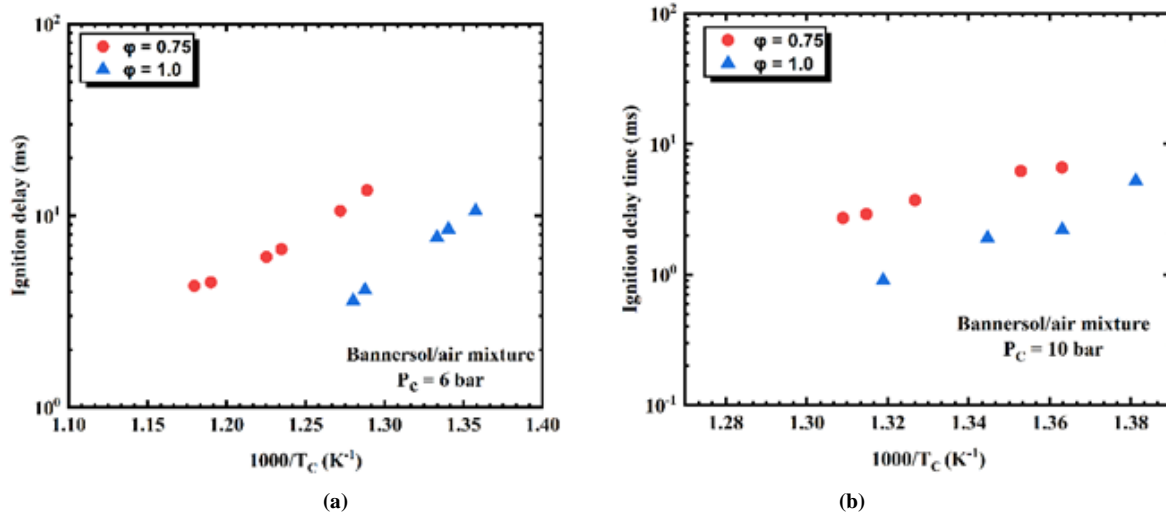 10²
φ = 0.75
φ = 1.0
Ignition delay (ms)
10¹
Bannersol/air mixture
P_C = 6 bar
10⁰
1.10 1.15 1.20 1.25 1.30 1.35 1.40
1000/T_C (K⁻¹)
(a)
10²
φ = 0.75
φ = 1.0
Ignition delay time (ms)
10¹
10⁰
Bannersol/air mixture
P_C = 10 bar
10⁻¹
1.28 1.30 1.32 1.34 1.36 1.38
1000/T_C (K⁻¹)
(b)